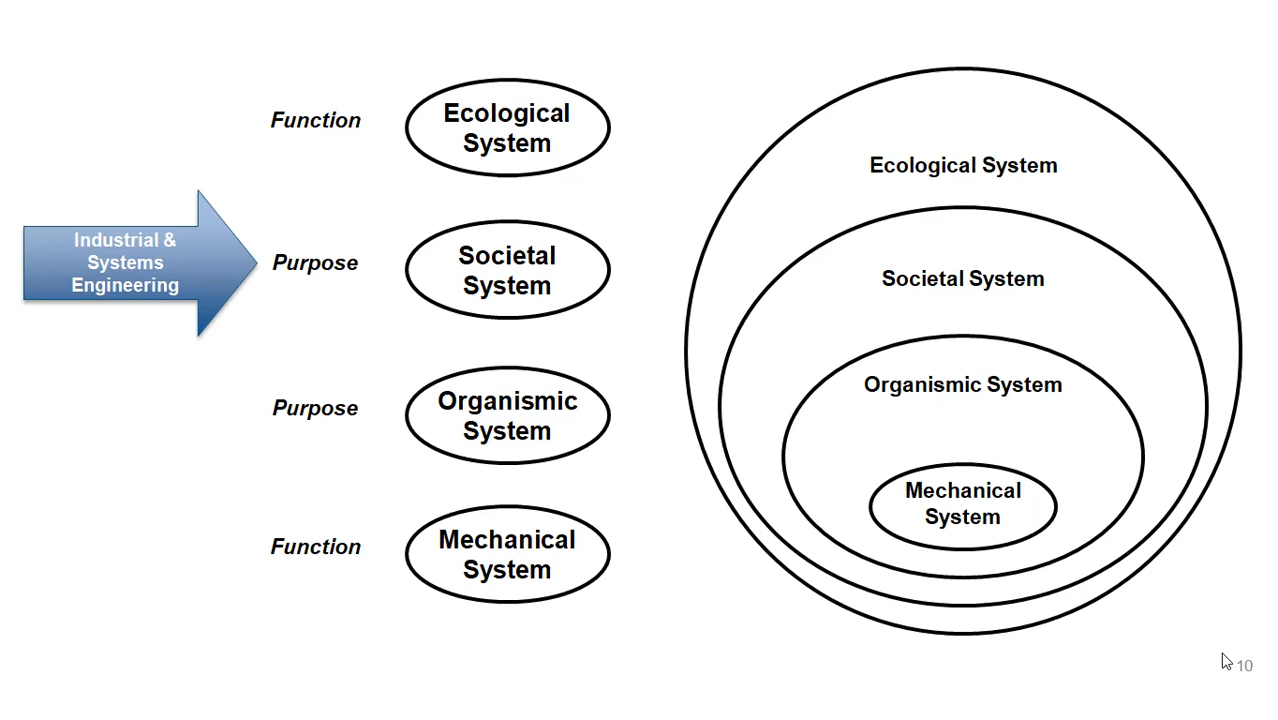 Industrial &
Systems
Engineering
Function
Ecological
System
Purpose
Societal
System
Purpose
Organismic
System
Function
Mechanical
System
Ecological System
Societal System
Organismic System
Mechanical
System
10